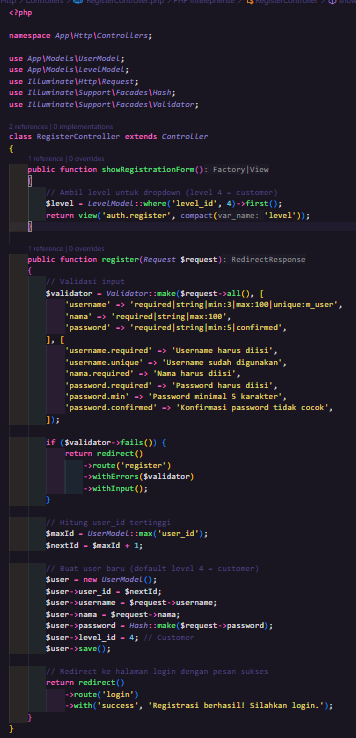 Http > Controllers > RegisterController.php > PHP Intelephense > RegisterController >
<?php
namespace App\Http\Controllers;
use App\Models\UserModel;
use App\Models\LevelModel;
use Illuminate\Http\Request;
use Illuminate\Support\Facades\Hash;
use Illuminate\Support\Facades\Validator;
2 references | 0 implementations
class RegisterController extends Controller
{
1 reference | 0 overrides
public function showRegistrationForm(): Factory|View
{
// Ambil level untuk dropdown (level 4 = customer)
$level = LevelModel::where('level_id', 4)->first();
return view('auth.register', compact(var_name: 'level'));
}
1 reference | 0 overrides
public function register(Request $request): RedirectResponse
{
// Validasi input
$validator = Validator::make($request->all(), [
'username' => 'required|string|min:3|max:100|unique:m_user',
'nama' => 'required|string|max:100',
'password' => 'required|string|min:5|confirmed',
], [
'username.required' => 'Username harus diisi',
'username.unique' => 'Username sudah digunakan',
'nama.required' => 'Nama harus diisi',
'password.required' => 'Password harus diisi',
'password.min' => 'Password minimal 5 karakter',
'password.confirmed' => 'Konfirmasi password tidak cocok',
]);
if ($validator->fails()) {
return redirect()
->route('register')
->withErrors($validator)
->withInput();
}
// Hitung user_id tertinggi
$maxId = UserModel::max('user_id');
$nextId = $maxId + 1;
// Buat user baru (default level 4 = customer)
$user = new UserModel();
$user->user_id = $nextId;
$user->username = $request->username;
$user->nama = $request->nama;
$user->password = Hash::make($request->password);
$user->level_id = 4; // Customer
$user->save();
// Redirect ke halaman login dengan pesan sukses
return redirect()
->route('login')
->with('success', 'Registrasi berhasil! Silahkan login.');
}
}